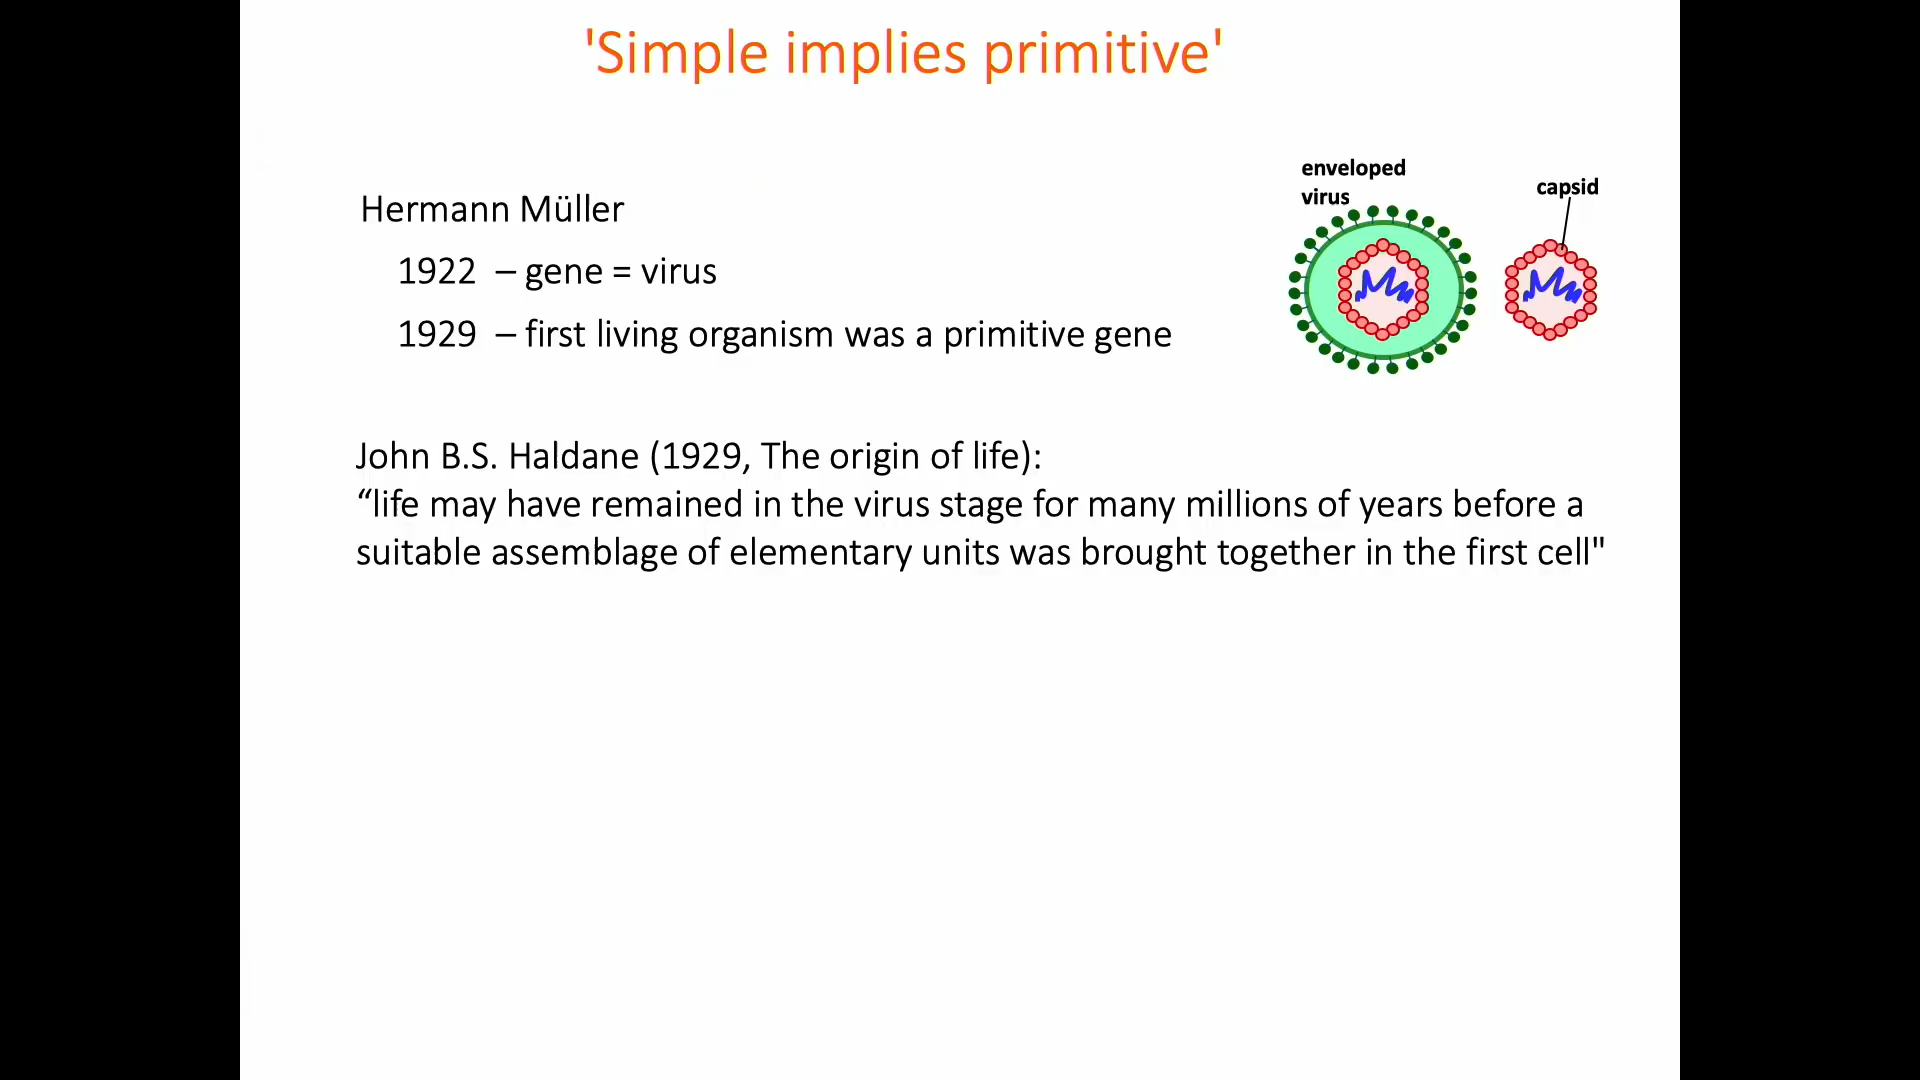 'Simple implies primitive'
enveloped
virus
capsid
Hermann Müller
1922 – gene = virus
1929 – first living organism was a primitive gene
John B.S. Haldane (1929, The origin of life):
“life may have remained in the virus stage for many millions of years before a
suitable assemblage of elementary units was brought together in the first cell"